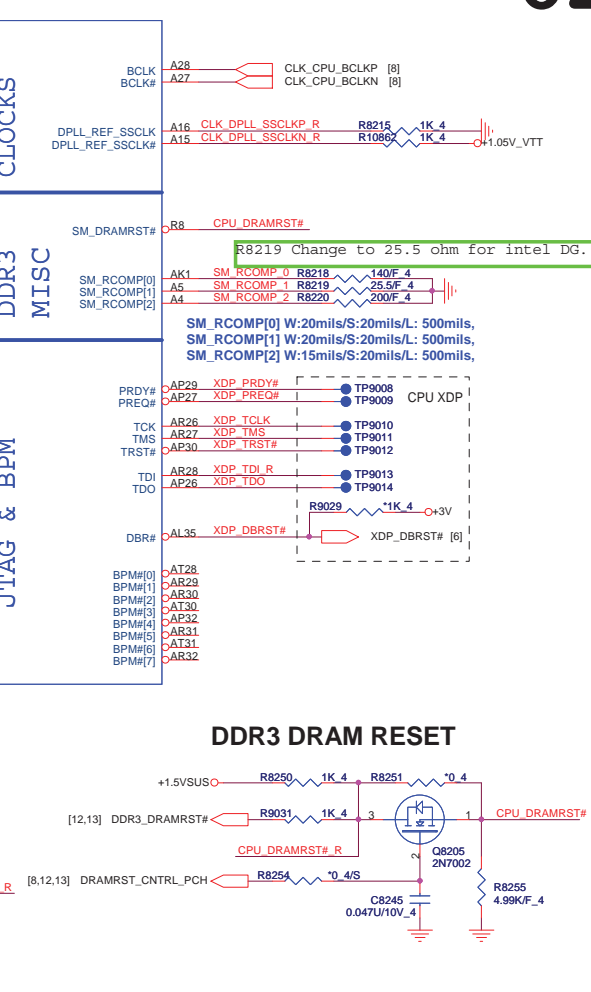 CLOCKS
BCLK A28 CLK_CPU_BCLKP [8]
BCLK# A27 CLK_CPU_BCLKN [8]
DPLL_REF_SSCLK A16 CLK_DPLL_SSCLKP_R R8215 1K_4
DPLL_REF_SSCLK# A15 CLK_DPLL_SSCLKN_R R10862 1K_4 +1.05V_VTT
DDR3
MISC
SM_DRAMRST# R8 CPU_DRAMRST#
R8219 Change to 25.5 ohm for intel DG.
SM_RCOMP[0] AK1 SM_RCOMP_0 R8218 140/F_4
SM_RCOMP[1] A5 SM_RCOMP_1 R8219 25.5/F_4
SM_RCOMP[2] A4 SM_RCOMP_2 R8220 200/F_4
SM_RCOMP[0] W:20mils/S:20mils/L: 500mils,
SM_RCOMP[1] W:20mils/S:20mils/L: 500mils,
SM_RCOMP[2] W:15mils/S:20mils/L: 500mils,
JTAG & BPM
PRDY# AP29 XDP_PRDY# TP9008 CPU XDP
PREQ# AP27 XDP_PREQ# TP9009
TCK AR26 XDP_TCLK TP9010
TMS AR27 XDP_TMS TP9011
TRST# AP30 XDP_TRST# TP9012
TDI AR28 XDP_TDI_R TP9013
TDO AP26 XDP_TDO TP9014
R9029 *1K_4 +3V
DBR# AL35 XDP_DBRST# XDP_DBRST# [6]
BPM#[0] AT28
BPM#[1] AR29
BPM#[2] AR30
BPM#[3] AT30
BPM#[4] AP32
BPM#[5] AR31
BPM#[6] AT31
BPM#[7] AR32
DDR3 DRAM RESET
+1.5VSUS R8250 1K_4 R8251 *0_4
[12,13] DDR3_DRAMRST# R9031 1K_4 3 1 CPU_DRAMRST#
CPU_DRAMRST#_R 2 Q8205
2N7002
_R [8,12,13] DRAMRST_CNTRL_PCH R8254 *0_4/S
C8245
0.047U/10V_4
R8255
4.99K/F_4